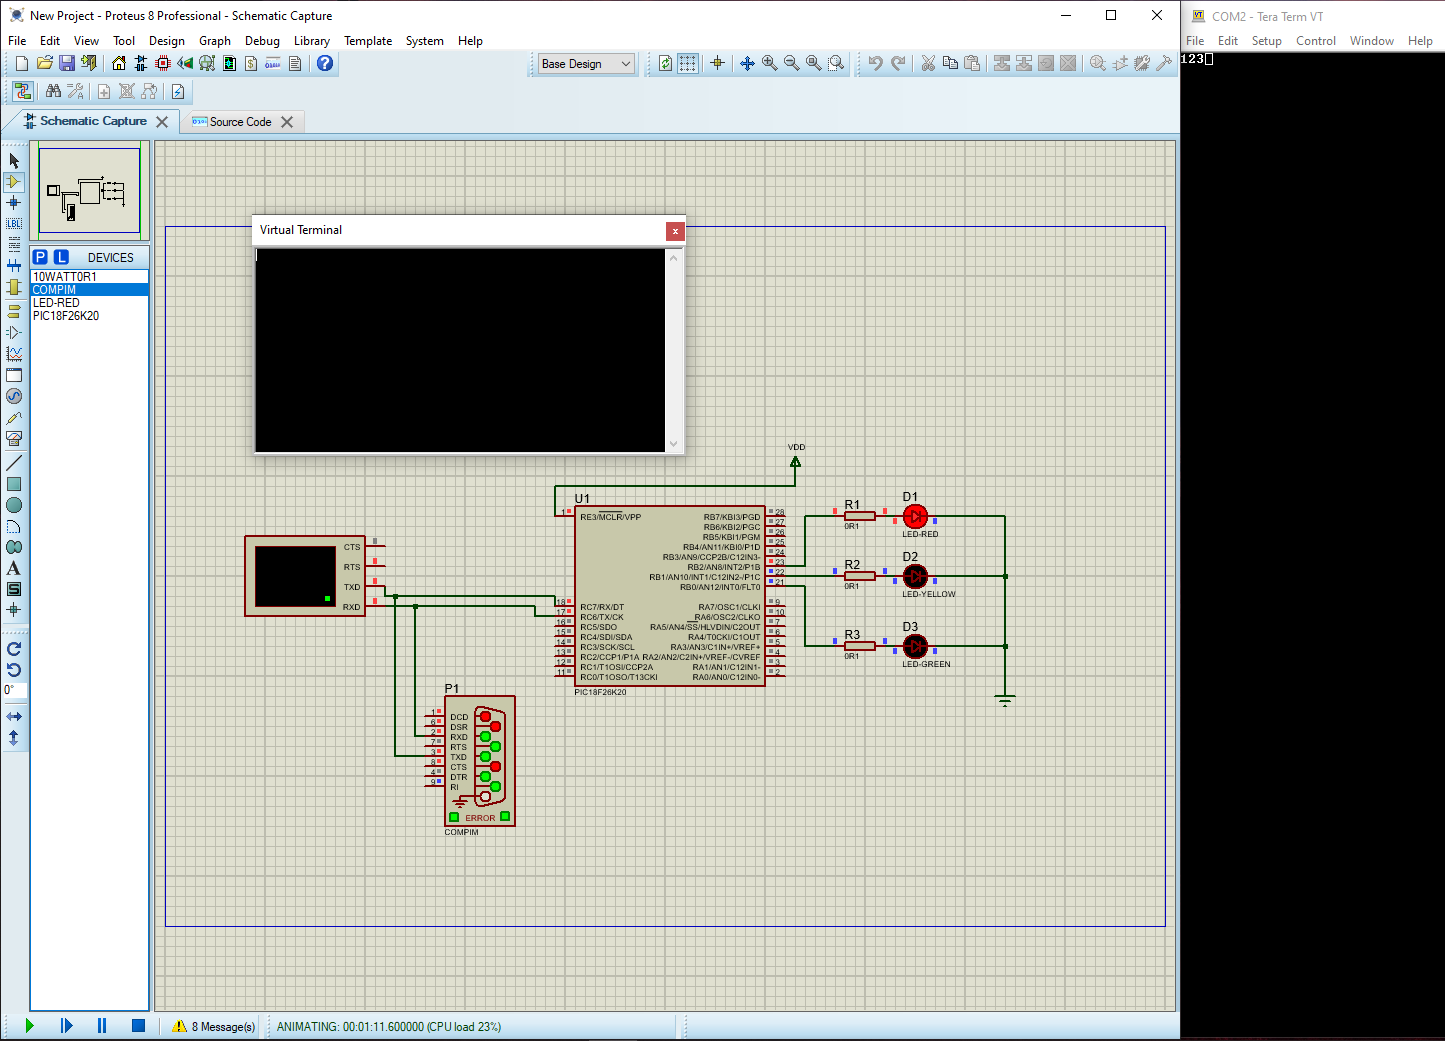 New Project - Proteus 8 Professional - Schematic Capture
File Edit View Tool Design Graph Debug Library Template System Help
Base Design
Schematic Capture
Source Code
P L DEVICES
10WATT0R1
COMPIM
LED-RED
PIC18F26K20
LBL
A
S
0°
Virtual Terminal
VDD
CTS
RTS
TXD
RXD
U1
1 RE3/MCLR/VPP
18 RC7/RX/DT
17 RC6/TX/CK
16 RC5/SDO
15 RC4/SDI/SDA
14 RC3/SCK/SCL
13 RC2/CCP1/P1A
12 RC1/T1OSI/CCP2A
11 RC0/T1OSO/T13CKI
RB7/KBI3/PGD 28
RB6/KBI2/PGC 27
RB5/KBI1/PGM 26
RB4/AN11/KBI0/P1D 25
RB3/AN9/CCP2B/C12IN3- 24
RB2/AN8/INT2/P1B 23
RB1/AN10/INT1/C12IN2-/P1C 22
RB0/AN12/INT0/FLT0 21
RA7/OSC1/CLKI 9
RA6/OSC2/CLKO 10
RA5/AN4/SS/HLVDIN/C2OUT 7
RA4/T0CKI/C1OUT 6
RA3/AN3/C1IN+/VREF+ 5
RA2/AN2/C2IN+/VREF-/CVREF 4
RA1/AN1/C12IN1- 3
RA0/AN0/C12IN0- 2
PIC18F26K20
R1
0R1
D1
LED-RED
R2
0R1
D2
LED-YELLOW
R3
0R1
D3
LED-GREEN
P1
1 DCD
6 DSR
2 RXD
7 RTS
3 TXD
8 CTS
4 DTR
9 RI
ERROR
COMPIM
8 Message(s)
ANIMATING: 00:01:11.600000 (CPU load 23%)
COM2 - Tera Term VT
File Edit Setup Control Window Help
123